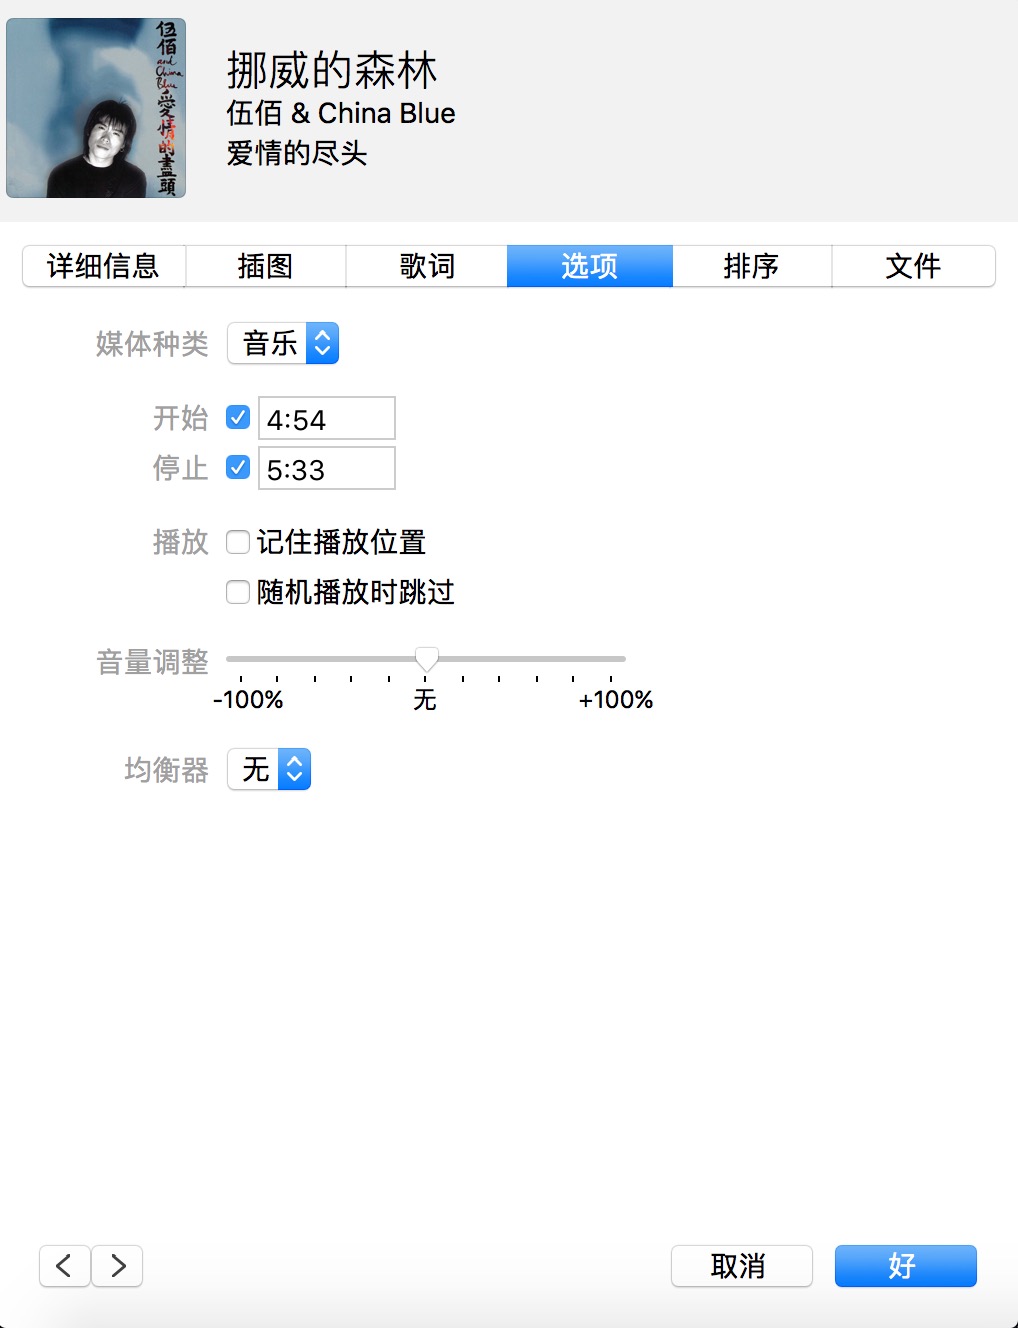 伍佰
and
China
Blue
愛情的盡頭
挪威的森林
伍佰 & China Blue
爱情的尽头
详细信息 插图 歌词 选项 排序 文件
媒体种类 音乐
开始 4:54
停止 5:33
播放 记住播放位置
随机播放时跳过
音量调整
-100% 无 +100%
均衡器 无
取消 好